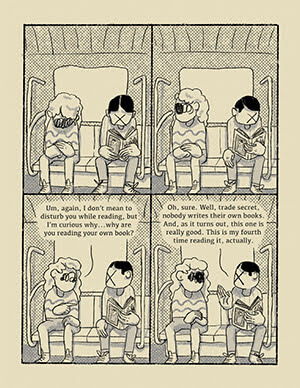 Um, again, I don't mean to
disturb you while reading, but
I'm curious why...why are
you reading your own book?
Oh, sure. Well, trade secret,
nobody writes their own books.
And, as it turns out, this one is
really good. This is my fourth
time reading it, actually.